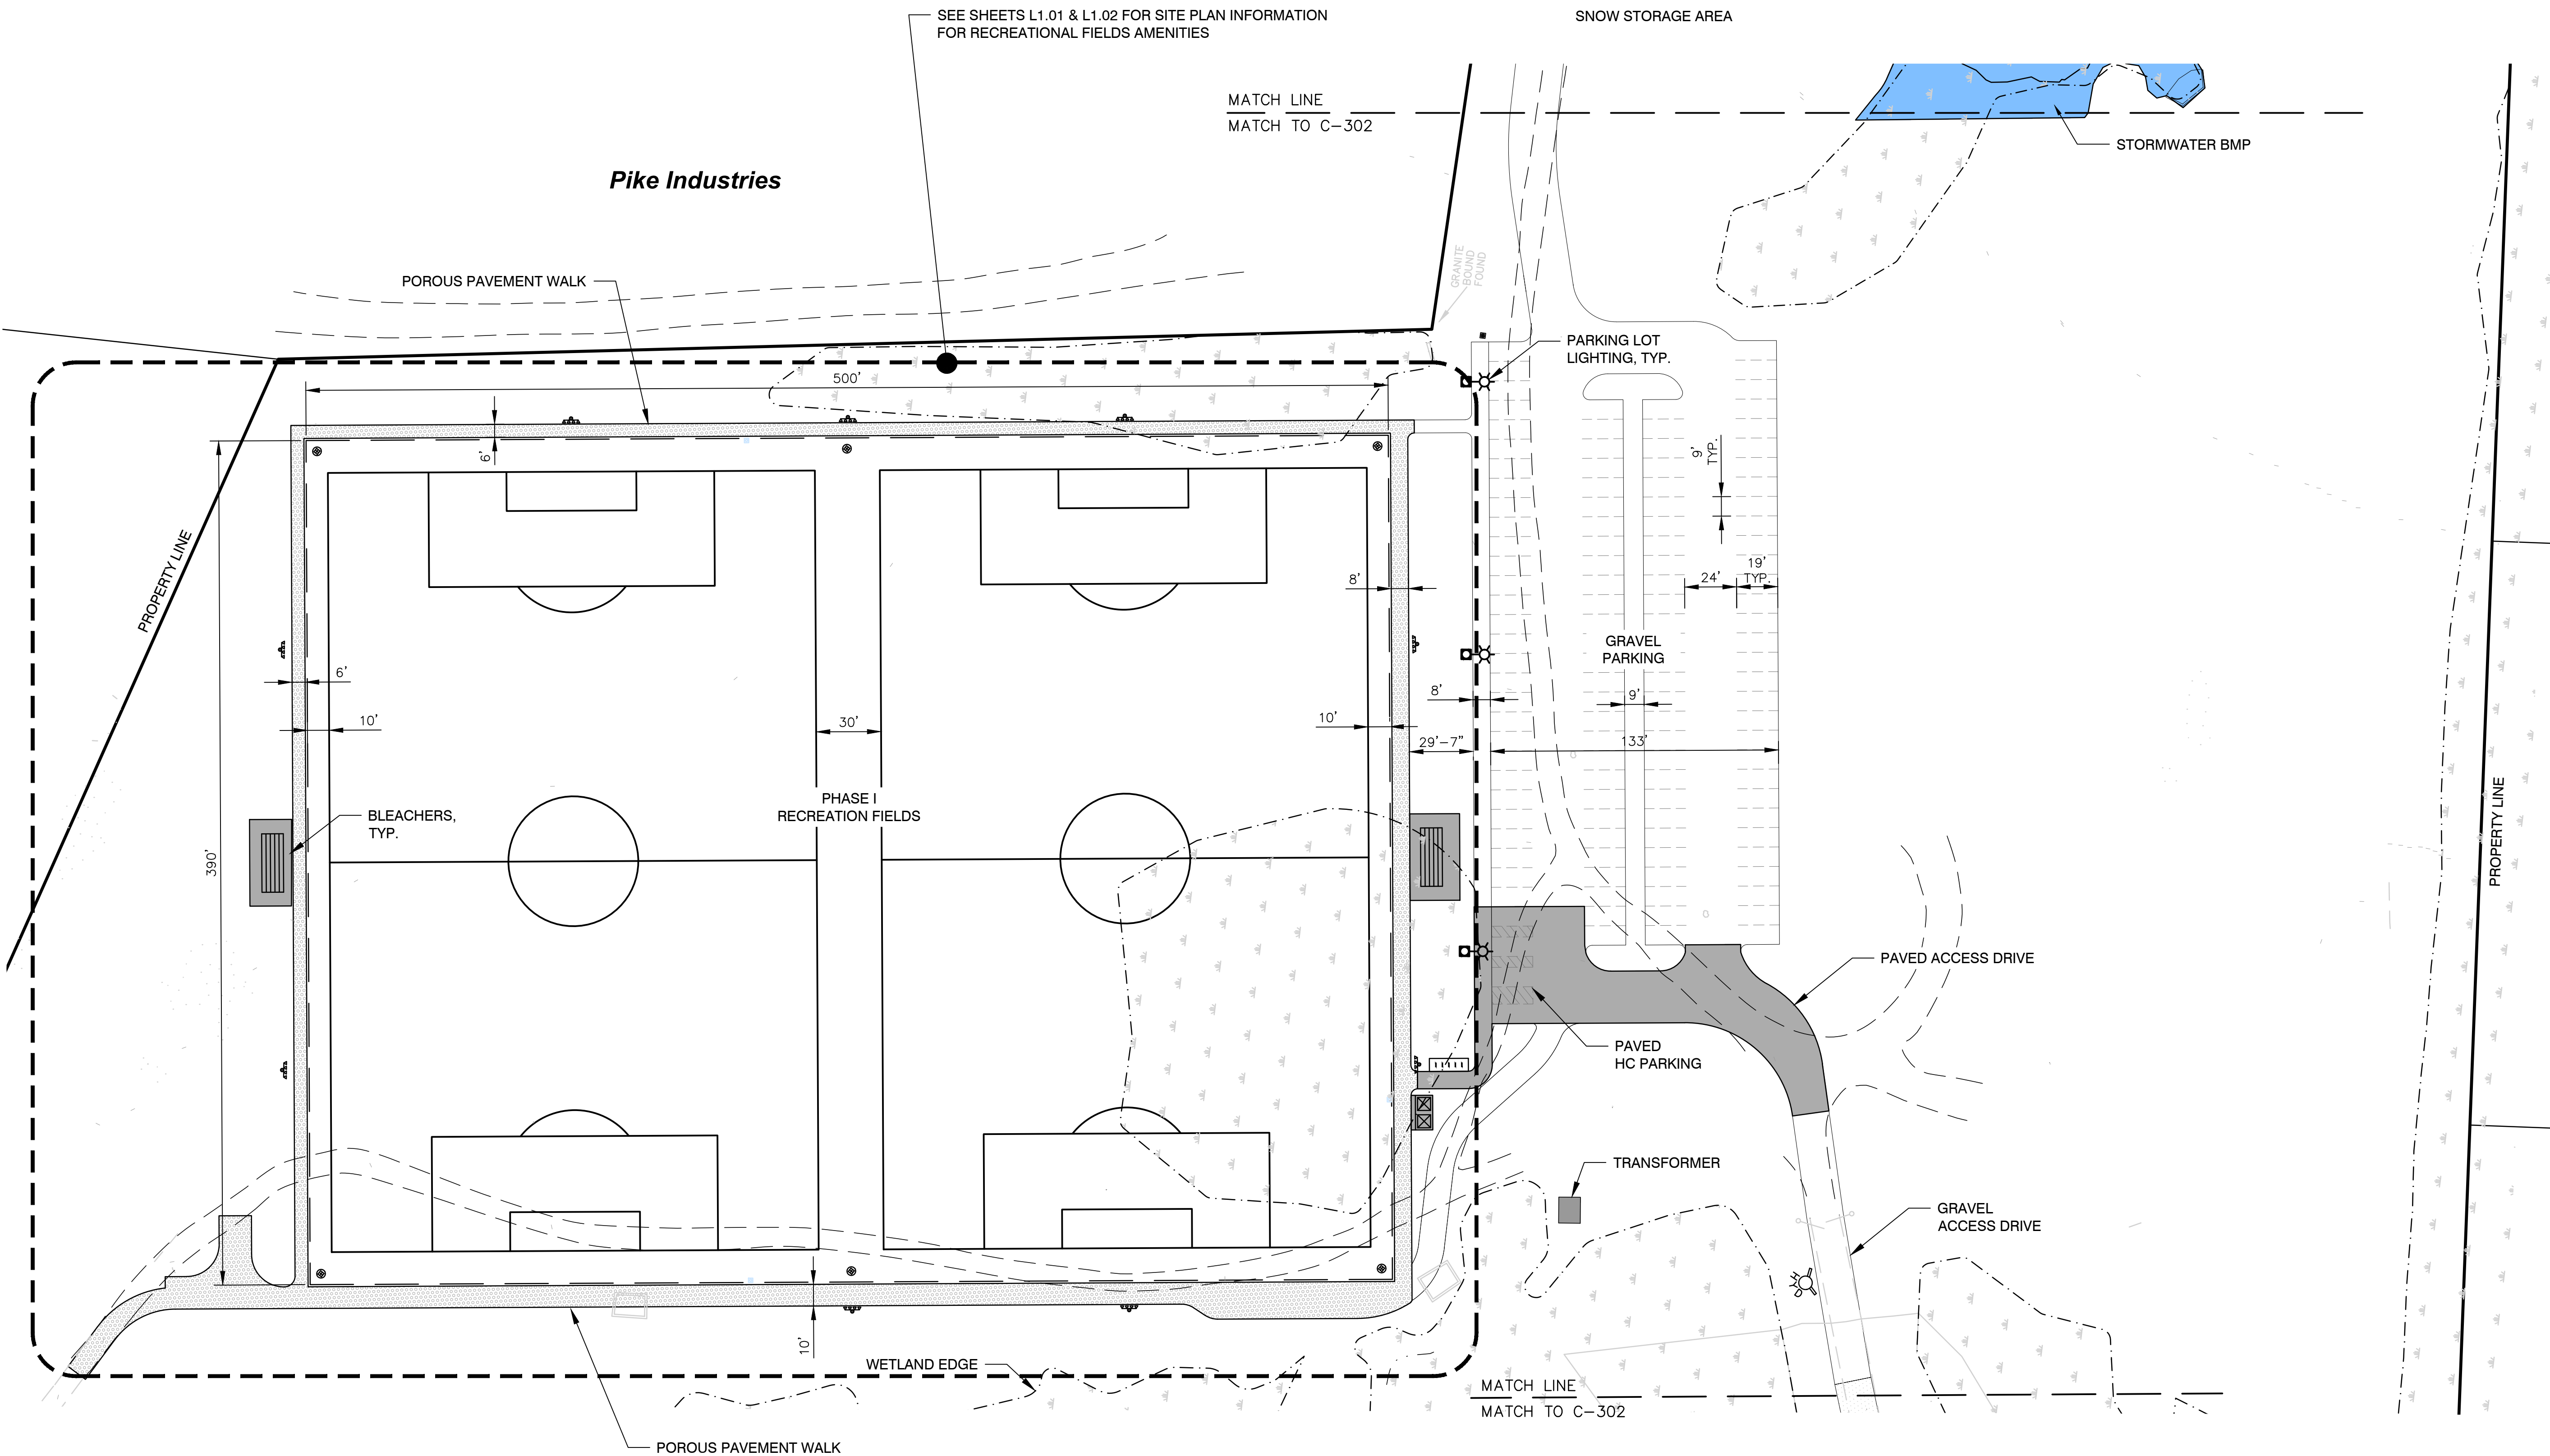 SEE SHEETS L1.01 & L1.02 FOR SITE PLAN INFORMATION
FOR RECREATIONAL FIELDS AMENITIES
SNOW STORAGE AREA
MATCH LINE
MATCH TO C-302
STORMWATER BMP
Pike Industries
GRANITE
BOUND
FOUND
POROUS PAVEMENT WALK
PARKING LOT
LIGHTING, TYP.
500'
6'
9'
TYP.
PROPERTY LINE
8'
24'
19'
TYP.
GRAVEL
PARKING
6'
10'
30'
10'
8'
9'
29'-7"
133'
PHASE I
RECREATION FIELDS
BLEACHERS,
TYP.
390'
PROPERTY LINE
PAVED ACCESS DRIVE
PAVED
HC PARKING
TRANSFORMER
GRAVEL
ACCESS DRIVE
10'
WETLAND EDGE
MATCH LINE
MATCH TO C-302
POROUS PAVEMENT WALK